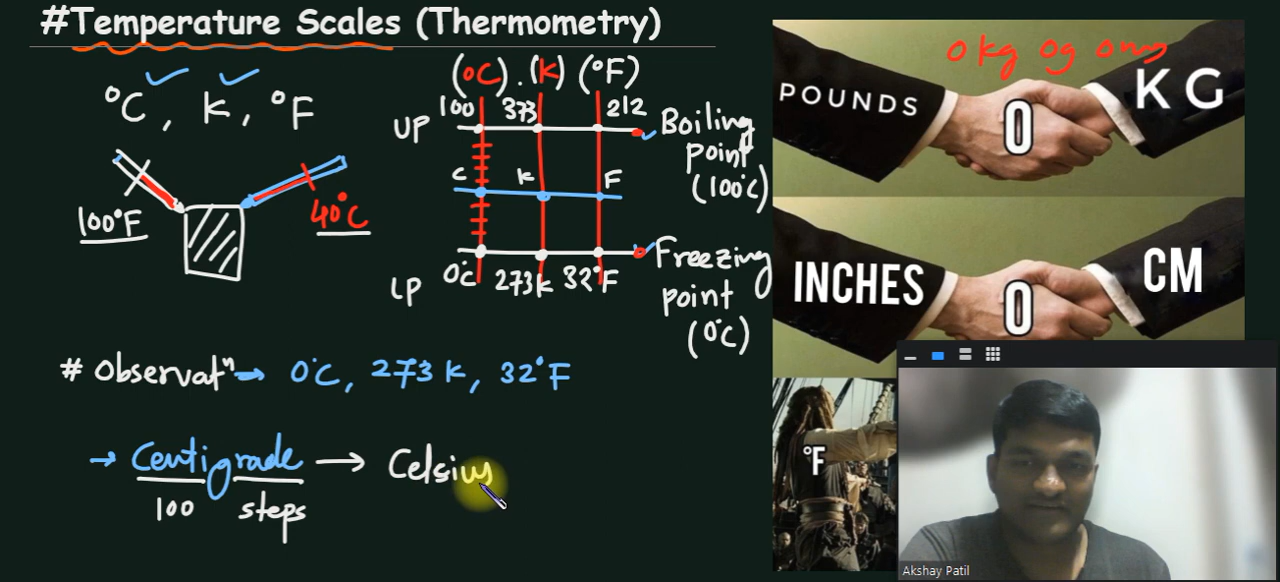 #Temperature Scales (Thermometry)
°C, K, °F
100°F
40°C
(°C) . (K) (°F)
100 373 212
UP
Boiling
point
(100°C)
C K F
0°C 273K 32°F
LP
Freezing
point
(0°C)
# Observatⁿ → 0°C, 273 K, 32°F
→ Centigrade → Celsius
100 steps
0 kg 0g 0mg
POUNDS 0 KG
INCHES 0 CM
°F
Akshay Patil